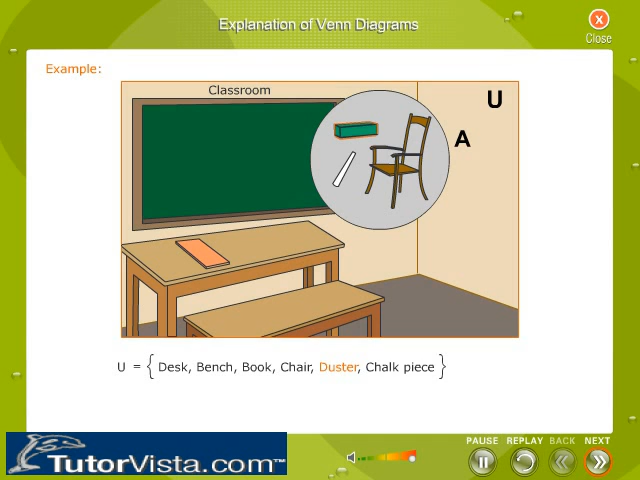 Explanation of Venn Diagrams
Close
Example:
Classroom
U
A
U = { Desk, Bench, Book, Chair, Duster, Chalk piece }
PAUSE REPLAY BACK NEXT
TutorVista.com™